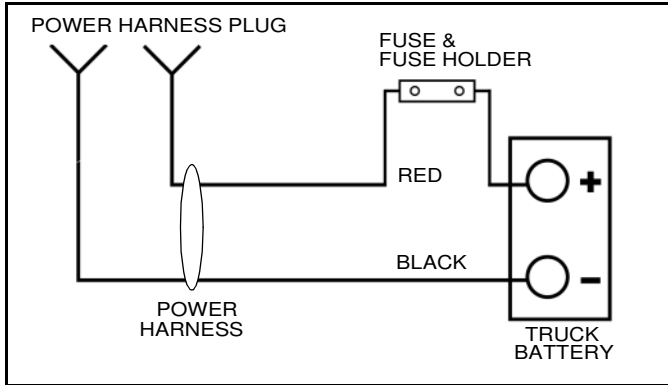 POWER HARNESS PLUG
FUSE &
FUSE HOLDER
RED
+
BLACK
–
POWER
HARNESS
TRUCK
BATTERY